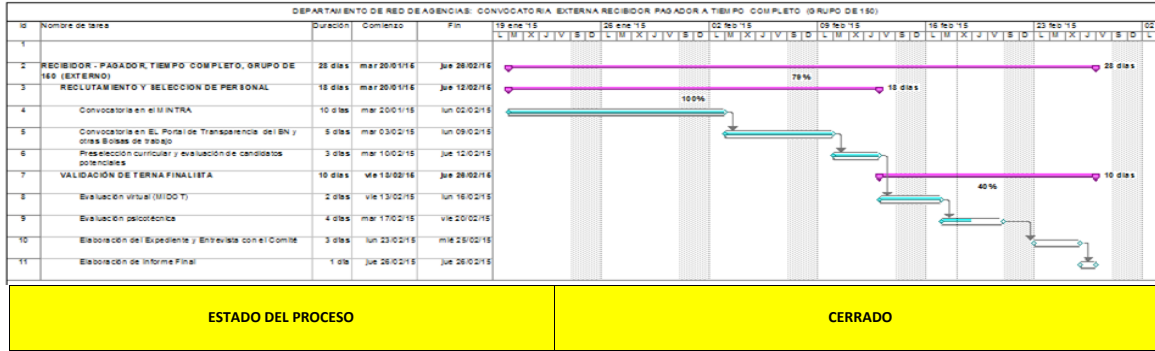 DEPARTAMENTO DE RED DE AGENCIAS: CONVOCATORIA EXTERNA RECIBIDOR PAGADOR A TIEMPO COMPLETO (GRUPO DE 150)
Id Nombre de tarea Duración Comienzo Fin 19 ene '15 26 ene '15 02 feb '15 09 feb '15 16 feb '15 23 feb '15 02
L M X J V S D L M X J V S D L M X J V S D L M X J V S D L M X J V S D L M X J V S D L
1
2 RECIBIDOR - PAGADOR, TIEMPO COMPLETO, GRUPO DE 28 días mar 20/01/15 jue 26/02/15 28 días
150 (EXTERNO) 79%
3 RECLUTAMIENTO Y SELECCIÓN DE PERSONAL 18 días mar 20/01/15 jue 12/02/15 18 días
100%
4 Convocatoria en el MINTRA 10 días mar 20/01/15 lun 02/02/15
5 Convocatoria en EL Portal de Transparencia del BN y 5 días mar 03/02/15 lun 09/02/15
otras Bolsas de trabajo
6 Preselección curricular y evaluación de candidatos 3 días mar 10/02/15 jue 12/02/15
potenciales
7 VALIDACIÓN DE TERNA FINALISTA 10 días vie 13/02/15 jue 26/02/15 10 días
40%
8 Evaluación virtual (MIDOT) 2 días vie 13/02/15 lun 16/02/15
9 Evaluación psicotécnica 4 días mar 17/02/15 vie 20/02/15
10 Elaboración del Expediente y Entrevista con el Comité 3 días lun 23/02/15 mié 25/02/15
11 Elaboración de Informe Final 1 día jue 26/02/15 jue 26/02/15
ESTADO DEL PROCESO CERRADO